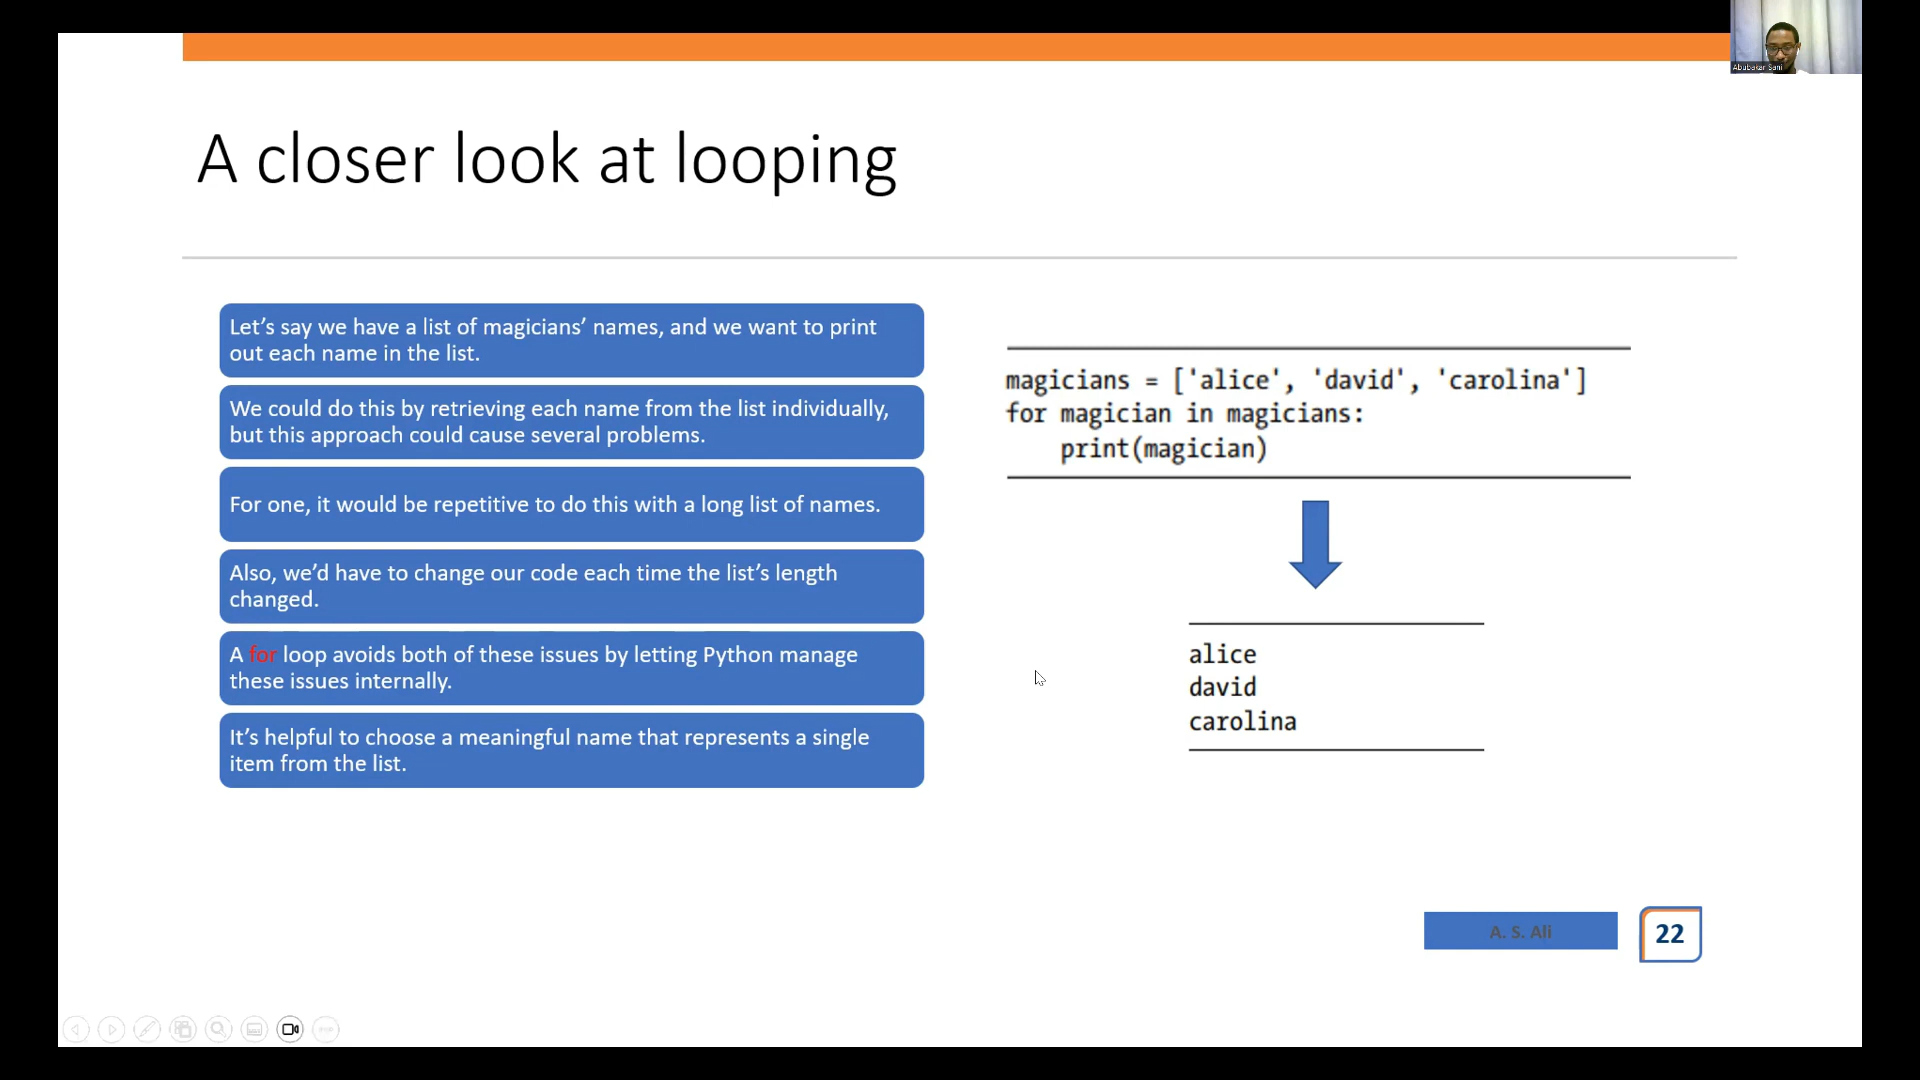 Abubakar Sani
A closer look at looping
Let’s say we have a list of magicians’ names, and we want to print
out each name in the list.
We could do this by retrieving each name from the list individually,
but this approach could cause several problems.
For one, it would be repetitive to do this with a long list of names.
Also, we’d have to change our code each time the list’s length
changed.
A for loop avoids both of these issues by letting Python manage
these issues internally.
It’s helpful to choose a meaningful name that represents a single
item from the list.
magicians = ['alice', 'david', 'carolina']
for magician in magicians:
    print(magician)
alice
david
carolina
A. S. Ali
22